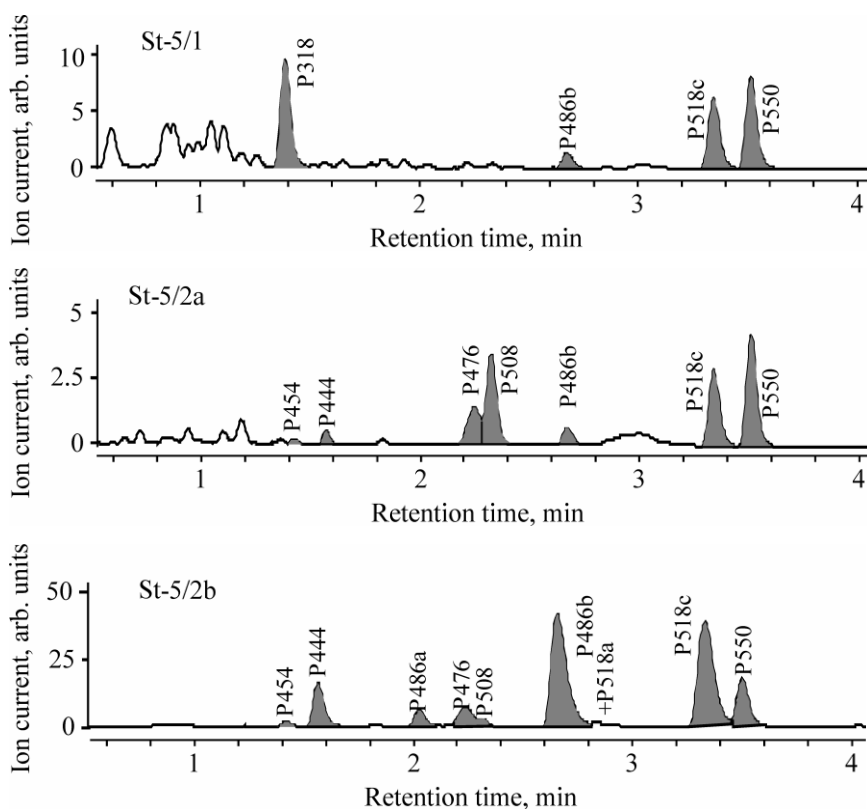 St-5/1
Ion current, arb. units
10
5
0
P318
P486b
P518c
P550
1 2 3 4
Retention time, min
St-5/2a
Ion current, arb. units
5
2.5
0
P454
P444
P476
P508
P486b
P518c
P550
1 2 3 4
Retention time, min
St-5/2b
Ion current, arb. units
50
25
0
P454
P444
P486a
P476
P508
P486b
+P518a
P518c
P550
1 2 3 4
Retention time, min